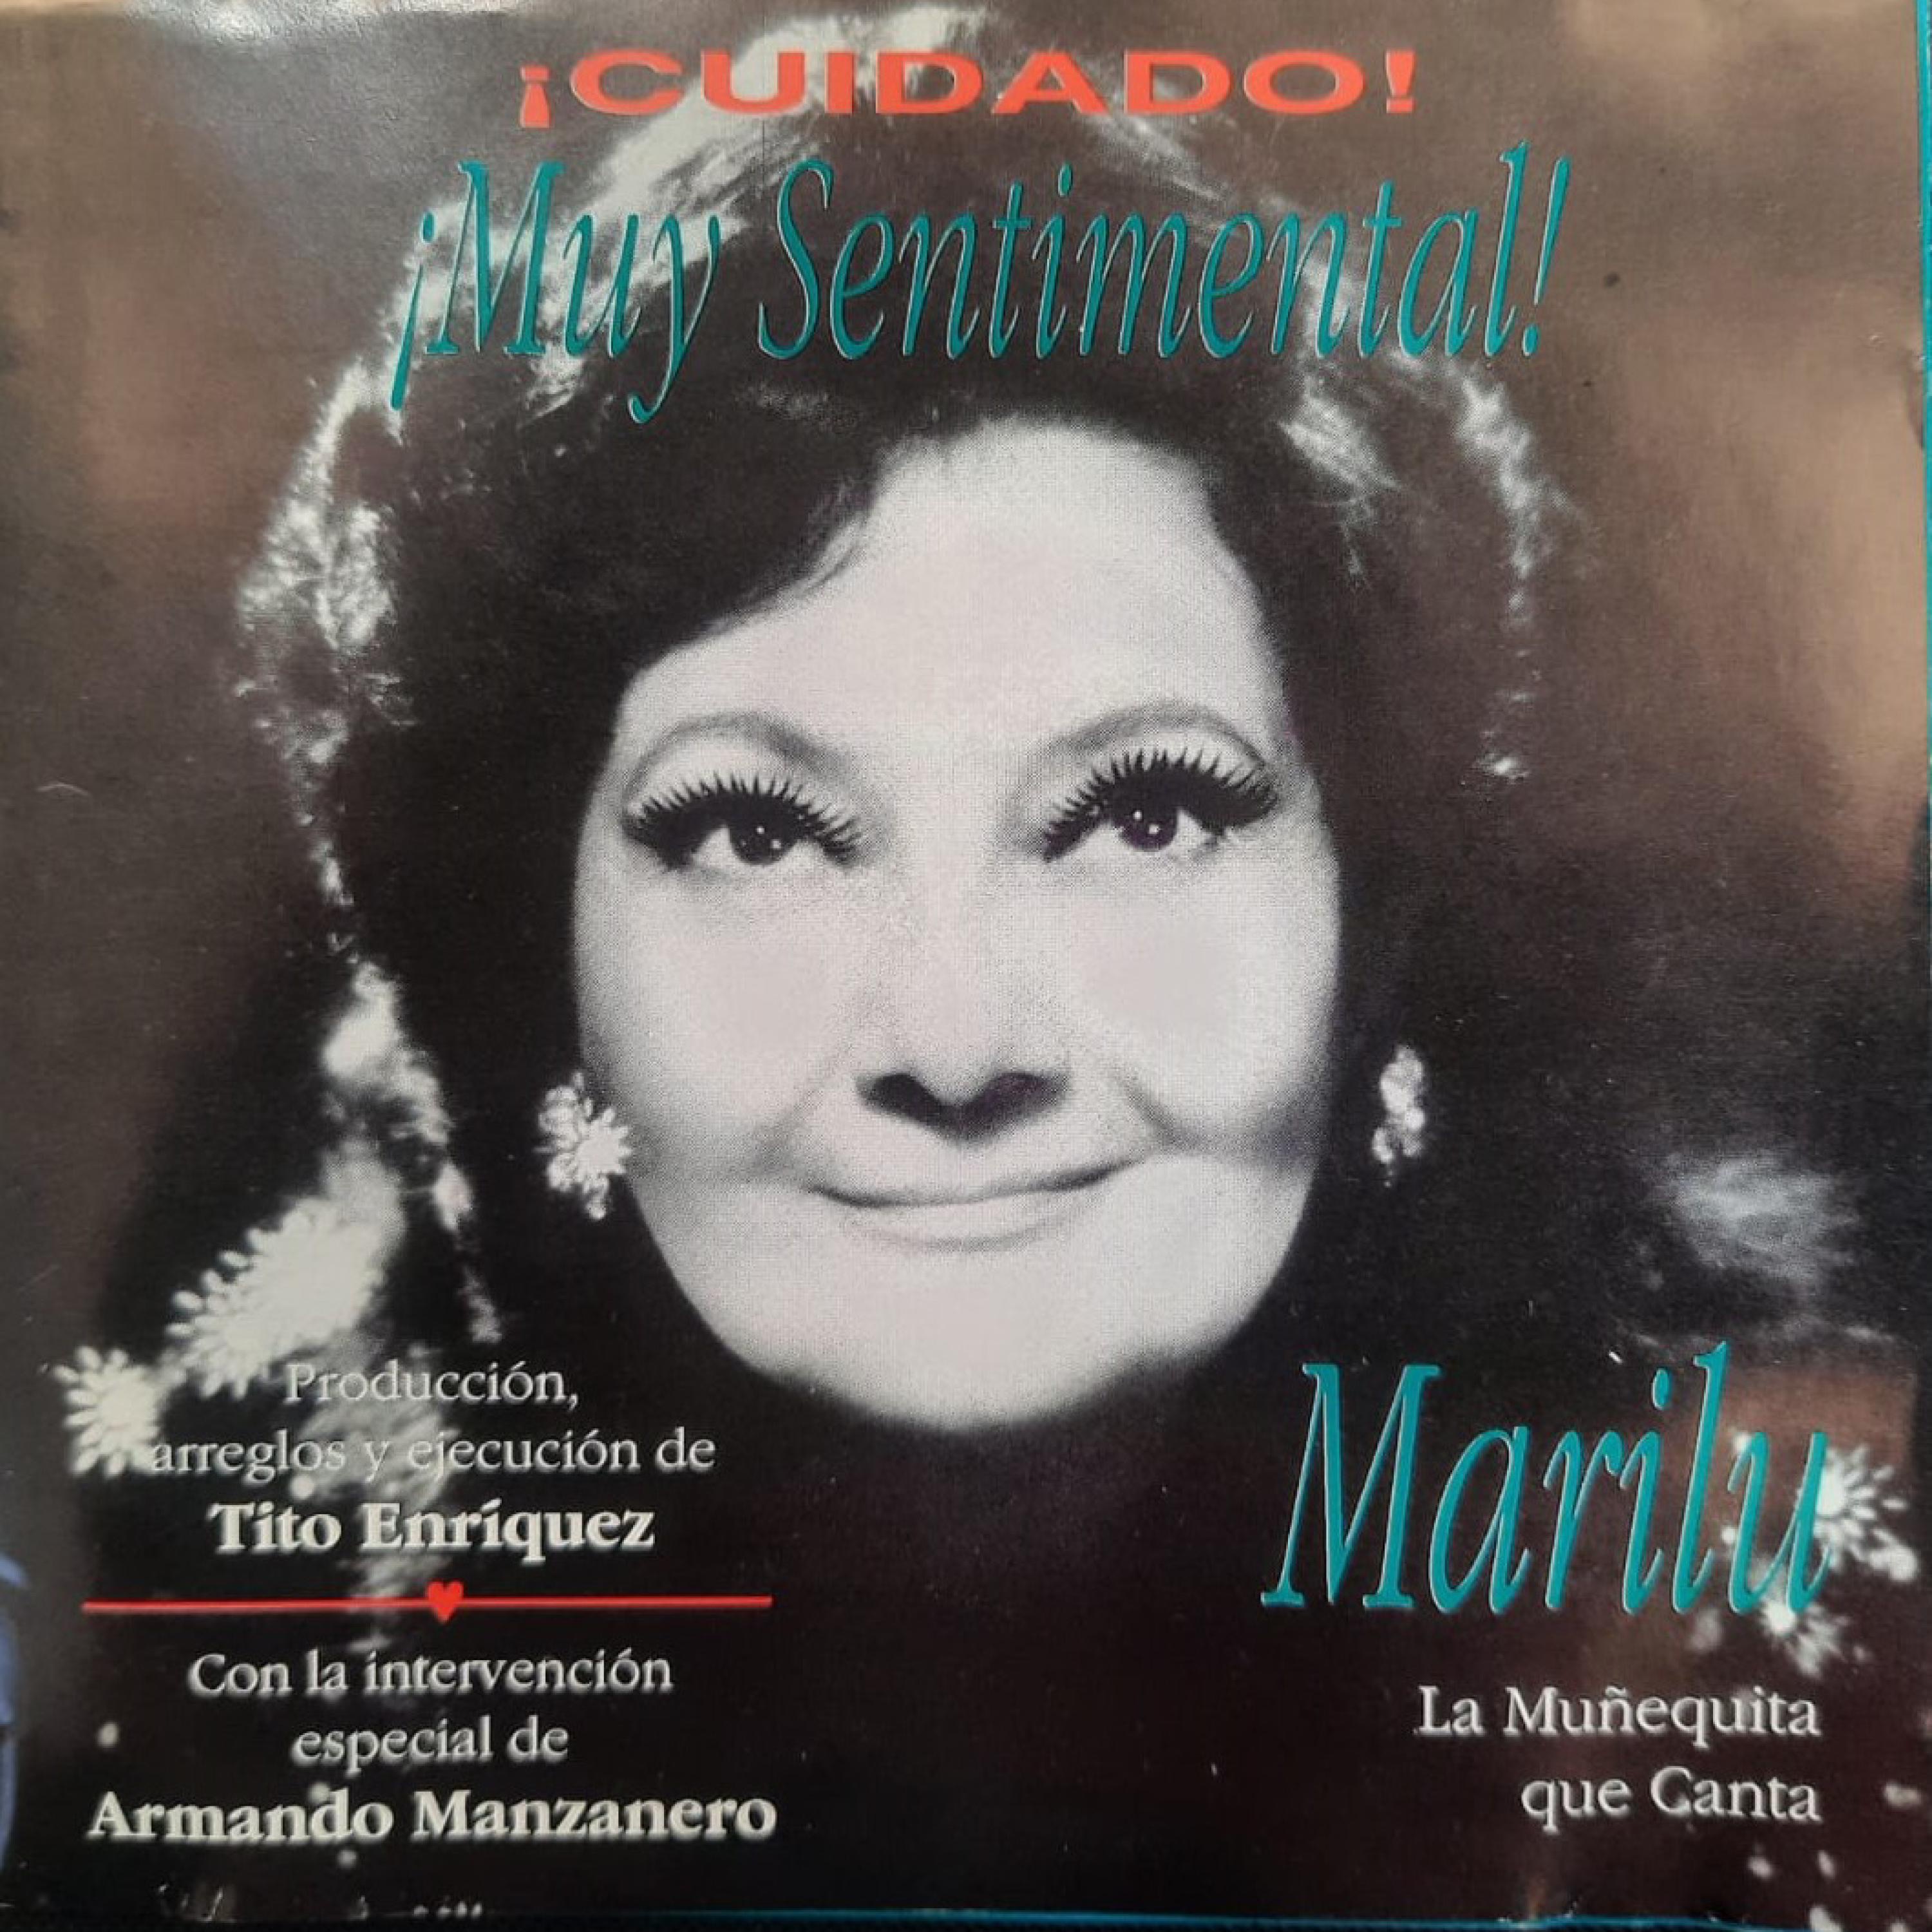 ¡CUIDADO!
¡Muy Sentimental!
Producción,
arreglos y ejecución de
Tito Enríquez
Con la intervención
especial de
Armando Manzanero
Marilu
La Muñequita
que Canta